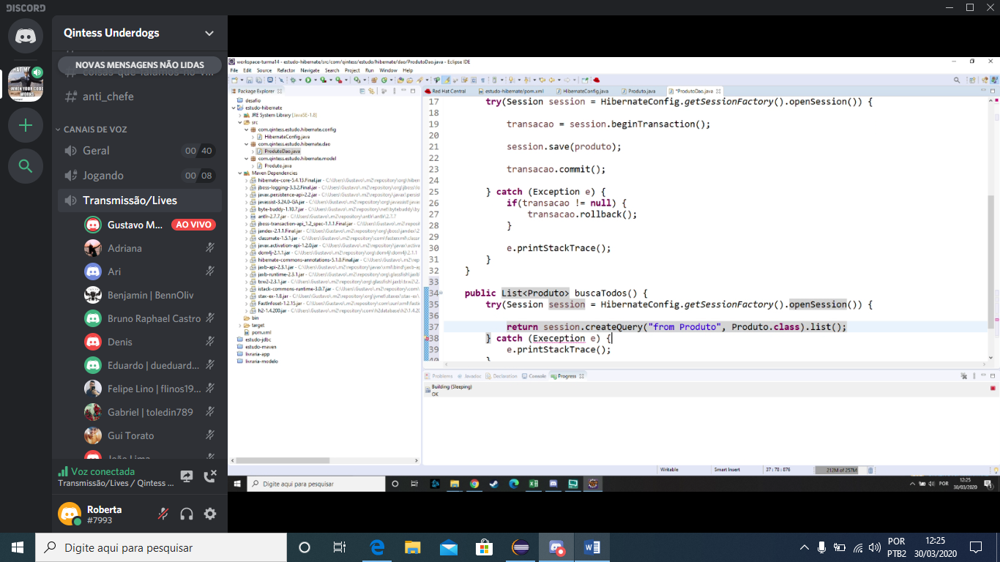 DISCORD
Qintess Underdogs
NOVAS MENSAGENS NÃO LIDAS
anti_chefe
CANAIS DE VOZ
Geral
00 40
Jogando
00 08
Transmissão/Lives
Gustavo M...
AO VIVO
Adriana
Ari
Benjamin | BennOliv
Bruno Raphael Castro
Denis
Eduardo | dueduard...
Felipe Lino | flinos19...
Gabriel | toledin789
Gui Torato
João Lima
Voz conectada
Transmissão/Lives / Qintess ...
Roberta
#7993
workspace-turma14 - estudo-hibernate/src/com/qintess/estudo/hibernate/dao/ProdutoDao.java - Eclipse IDE
File Edit Source Refactor Navigate Search Project Run Window Help
Package Explorer
desafio
estudo-hibernate
JRE System Library [JavaSE-1.8]
src
com.qintess.estudo.hibernate.config
HibernateConfig.java
com.qintess.estudo.hibernate.dao
ProdutoDao.java
com.qintess.estudo.hibernate.model
Produto.java
Maven Dependencies
hibernate-core-5.4.13.Final.jar - C:\Users\Gustavo\.m2\repository\org\hiber
jboss-logging-3.3.2.Final.jar - C:\Users\Gustavo\.m2\repository\org\jboss\lo
javax.persistence-api-2.2.jar - C:\Users\Gustavo\.m2\repository\javax\persist
javassist-3.24.0-GA.jar - C:\Users\Gustavo\.m2\repository\org\javassist\javas
byte-buddy-1.10.7.jar - C:\Users\Gustavo\.m2\repository\net\bytebuddy\by
antlr-2.7.7.jar - C:\Users\Gustavo\.m2\repository\antlr\antlr\2.7.7
jboss-transaction-api_1.2_spec-1.1.1.Final.jar - C:\Users\Gustavo\.m2\repos
jandex-2.1.1.Final.jar - C:\Users\Gustavo\.m2\repository\org\jboss\jandex\2
classmate-1.5.1.jar - C:\Users\Gustavo\.m2\repository\com\fasterxml\classm
javax.activation-api-1.2.0.jar - C:\Users\Gustavo\.m2\repository\javax\activa
dom4j-2.1.1.jar - C:\Users\Gustavo\.m2\repository\org\dom4j\dom4j\2.1.1
hibernate-commons-annotations-5.1.0.Final.jar - C:\Users\Gustavo\.m2\rep
jaxb-api-2.3.1.jar - C:\Users\Gustavo\.m2\repository\javax\xml\bind\jaxb-ap
jaxb-runtime-2.3.1.jar - C:\Users\Gustavo\.m2\repository\org\glassfish\jaxb
txw2-2.3.1.jar - C:\Users\Gustavo\.m2\repository\org\glassfish\jaxb\txw2\2.
istack-commons-runtime-3.0.7.jar - C:\Users\Gustavo\.m2\repository\com\s
stax-ex-1.8.jar - C:\Users\Gustavo\.m2\repository\org\jvnet\staxex\stax-ex\
FastInfoset-1.2.15.jar - C:\Users\Gustavo\.m2\repository\com\sun\xml\fasti
h2-1.4.200.jar - C:\Users\Gustavo\.m2\repository\com\h2database\h2\1.4.
bin
target
pom.xml
estudo-jdbc
estudo-maven
livraria-app
livraria-modelo
Red Hat Central estudo-hibernate/pom.xml HibernateConfig.java Produto.java *ProdutoDao.java
17 try(Session session = HibernateConfig.getSessionFactory().openSession()) {
18
19 transacao = session.beginTransaction();
20
21 session.save(produto);
22
23 transacao.commit();
24
25 } catch (Exception e) {
26 if(transacao != null) {
27 transacao.rollback();
28 }
29
30 e.printStackTrace();
31 }
32 }
33
34 public List<Produto> buscaTodos() {
35 try(Session session = HibernateConfig.getSessionFactory().openSession()) {
36
37 return session.createQuery("from Produto", Produto.class).list();
38 } catch (Exeception e) {
39 e.printStackTrace();
40 }
Problems Javadoc Declaration Console Progress
Building (Sleeping)
OK
Writable Smart Insert 37 : 78 : 876 212M of 257M
Digite aqui para pesquisar
POR
12:25
30/03/2020
Digite aqui para pesquisar
POR
PTB2
12:25
30/03/2020